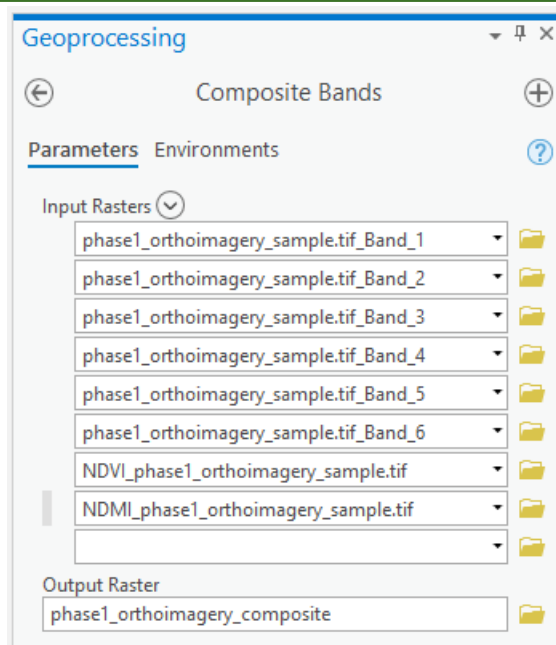 Geoprocessing
Composite Bands
Parameters Environments
Input Rasters
phase1_orthoimagery_sample.tif_Band_1
phase1_orthoimagery_sample.tif_Band_2
phase1_orthoimagery_sample.tif_Band_3
phase1_orthoimagery_sample.tif_Band_4
phase1_orthoimagery_sample.tif_Band_5
phase1_orthoimagery_sample.tif_Band_6
NDVI_phase1_orthoimagery_sample.tif
NDMI_phase1_orthoimagery_sample.tif
Output Raster
phase1_orthoimagery_composite